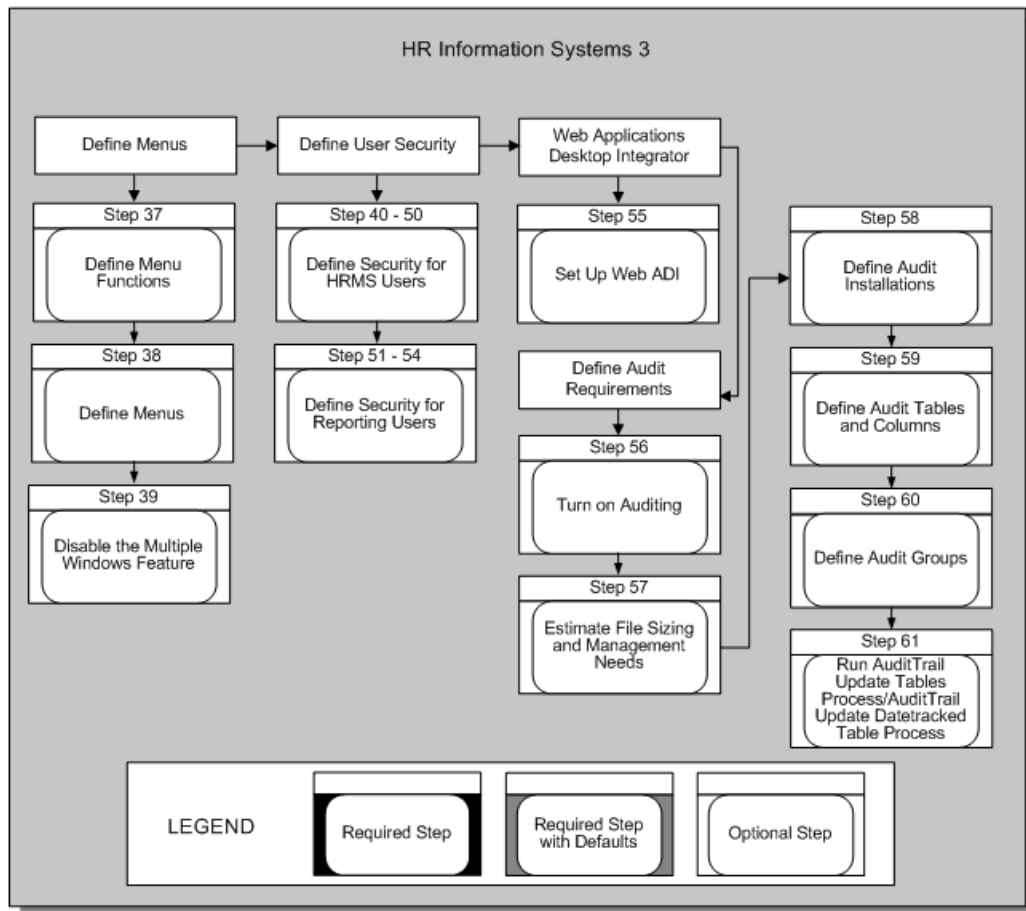 HR Information Systems 3
Define Menus
Define User Security
Web Applications
Desktop Integrator
Step 37
Define Menu
Functions
Step 38
Define Menus
Step 39
Disable the Multiple
Windows Feature
Step 40 - 50
Define Security for
HRMS Users
Step 51 - 54
Define Security for
Reporting Users
Step 55
Set Up Web ADI
Define Audit
Requirements
Step 56
Turn on Auditing
Step 57
Estimate File Sizing
and Management
Needs
Step 58
Define Audit
Installations
Step 59
Define Audit Tables
and Columns
Step 60
Define Audit Groups
Step 61
Run AuditTrail
Update Tables
Process/AuditTrail
Update Datetracked
Table Process
LEGEND
Required Step
Required Step
with Defaults
Optional Step